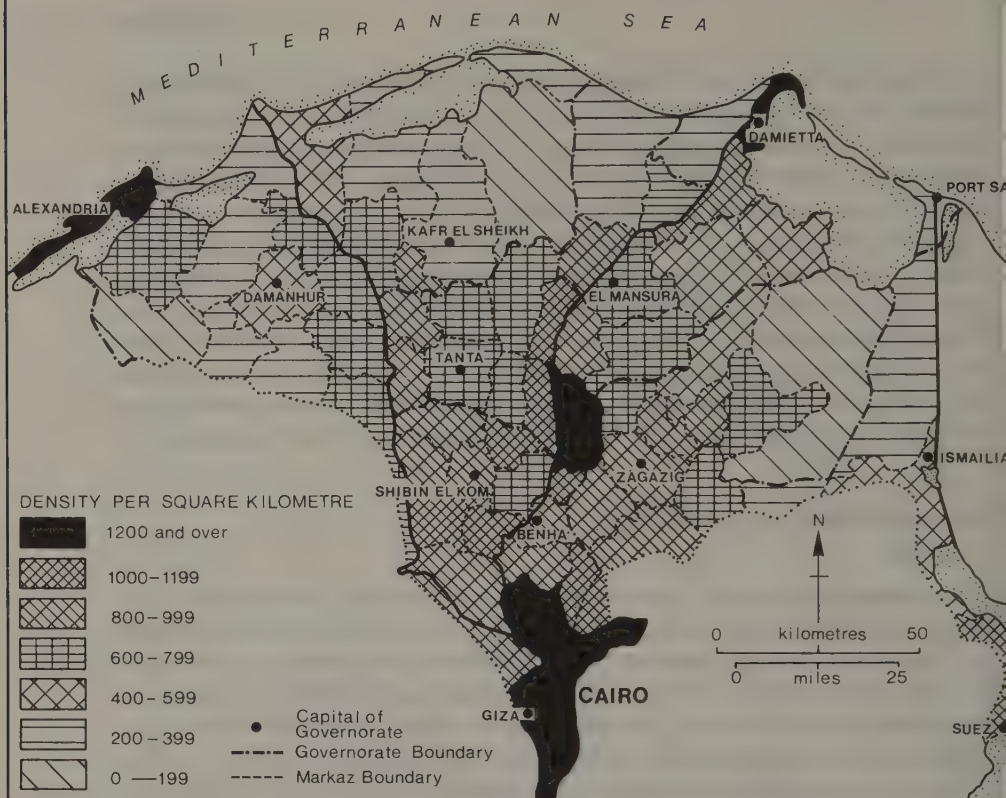 MEDITERRANEAN SEA
DAMIETTA
PORT SA
ALEXANDRIA
KAFR EL SHEIKH
DAMANHUR
EL MANSURA
TANTA
ISMAILIA
ZAGAZIG
SHIBIN EL KOM
BENHA
DENSITY PER SQUARE KILOMETRE
1200 and over
1000-1199
800-999
600-799
400-599
200-399
0 — 199
Capital of
Governorate
Governorate Boundary
Markaz Boundary
N
0 kilometres 50
0 miles 25
CAIRO
GIZA
SUEZ